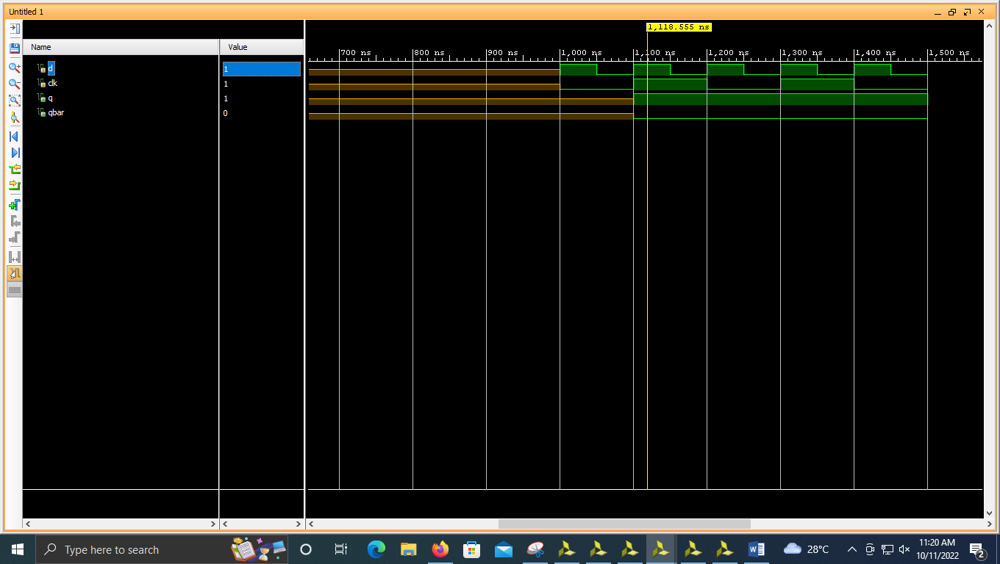 Untitled 1
1,118.555 ns
Name Value
700 ns 800 ns 900 ns 1,000 ns 1,100 ns 1,200 ns 1,300 ns 1,400 ns 1,500 ns
d 1
clk 1
q 1
qbar 0
Type here to search
28°C
11:20 AM
10/11/2022
2